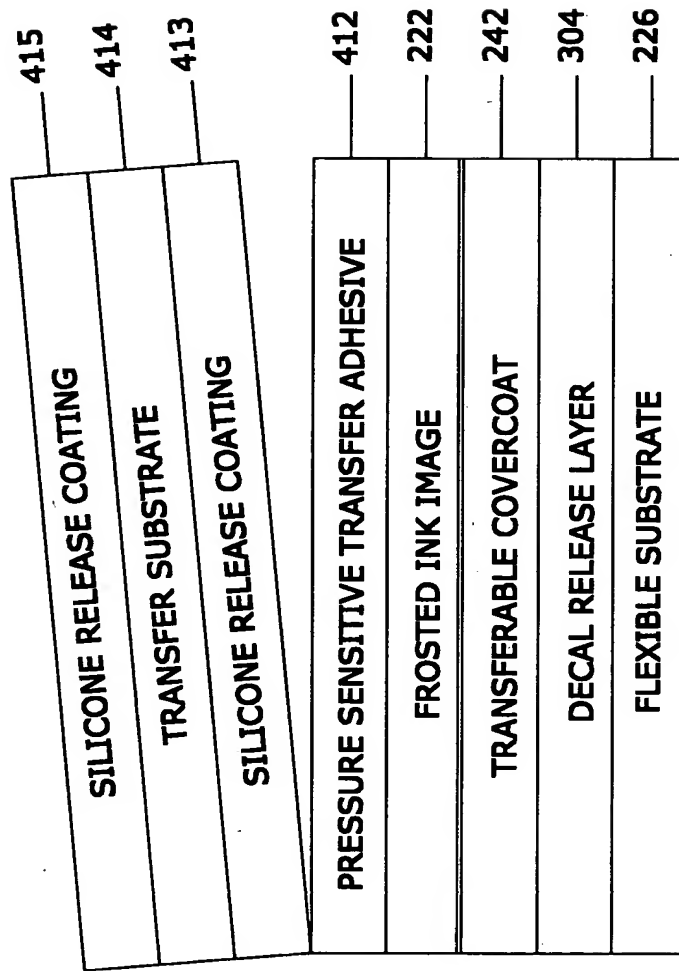 SILICONE RELEASE COATING 415
TRANSFER SUBSTRATE 414
SILICONE RELEASE COATING 413
PRESSURE SENSITIVE TRANSFER ADHESIVE 412
FROSTED INK IMAGE 222
TRANSFERABLE COVERCOAT 242
DECAL RELEASE LAYER 304
FLEXIBLE SUBSTRATE 226